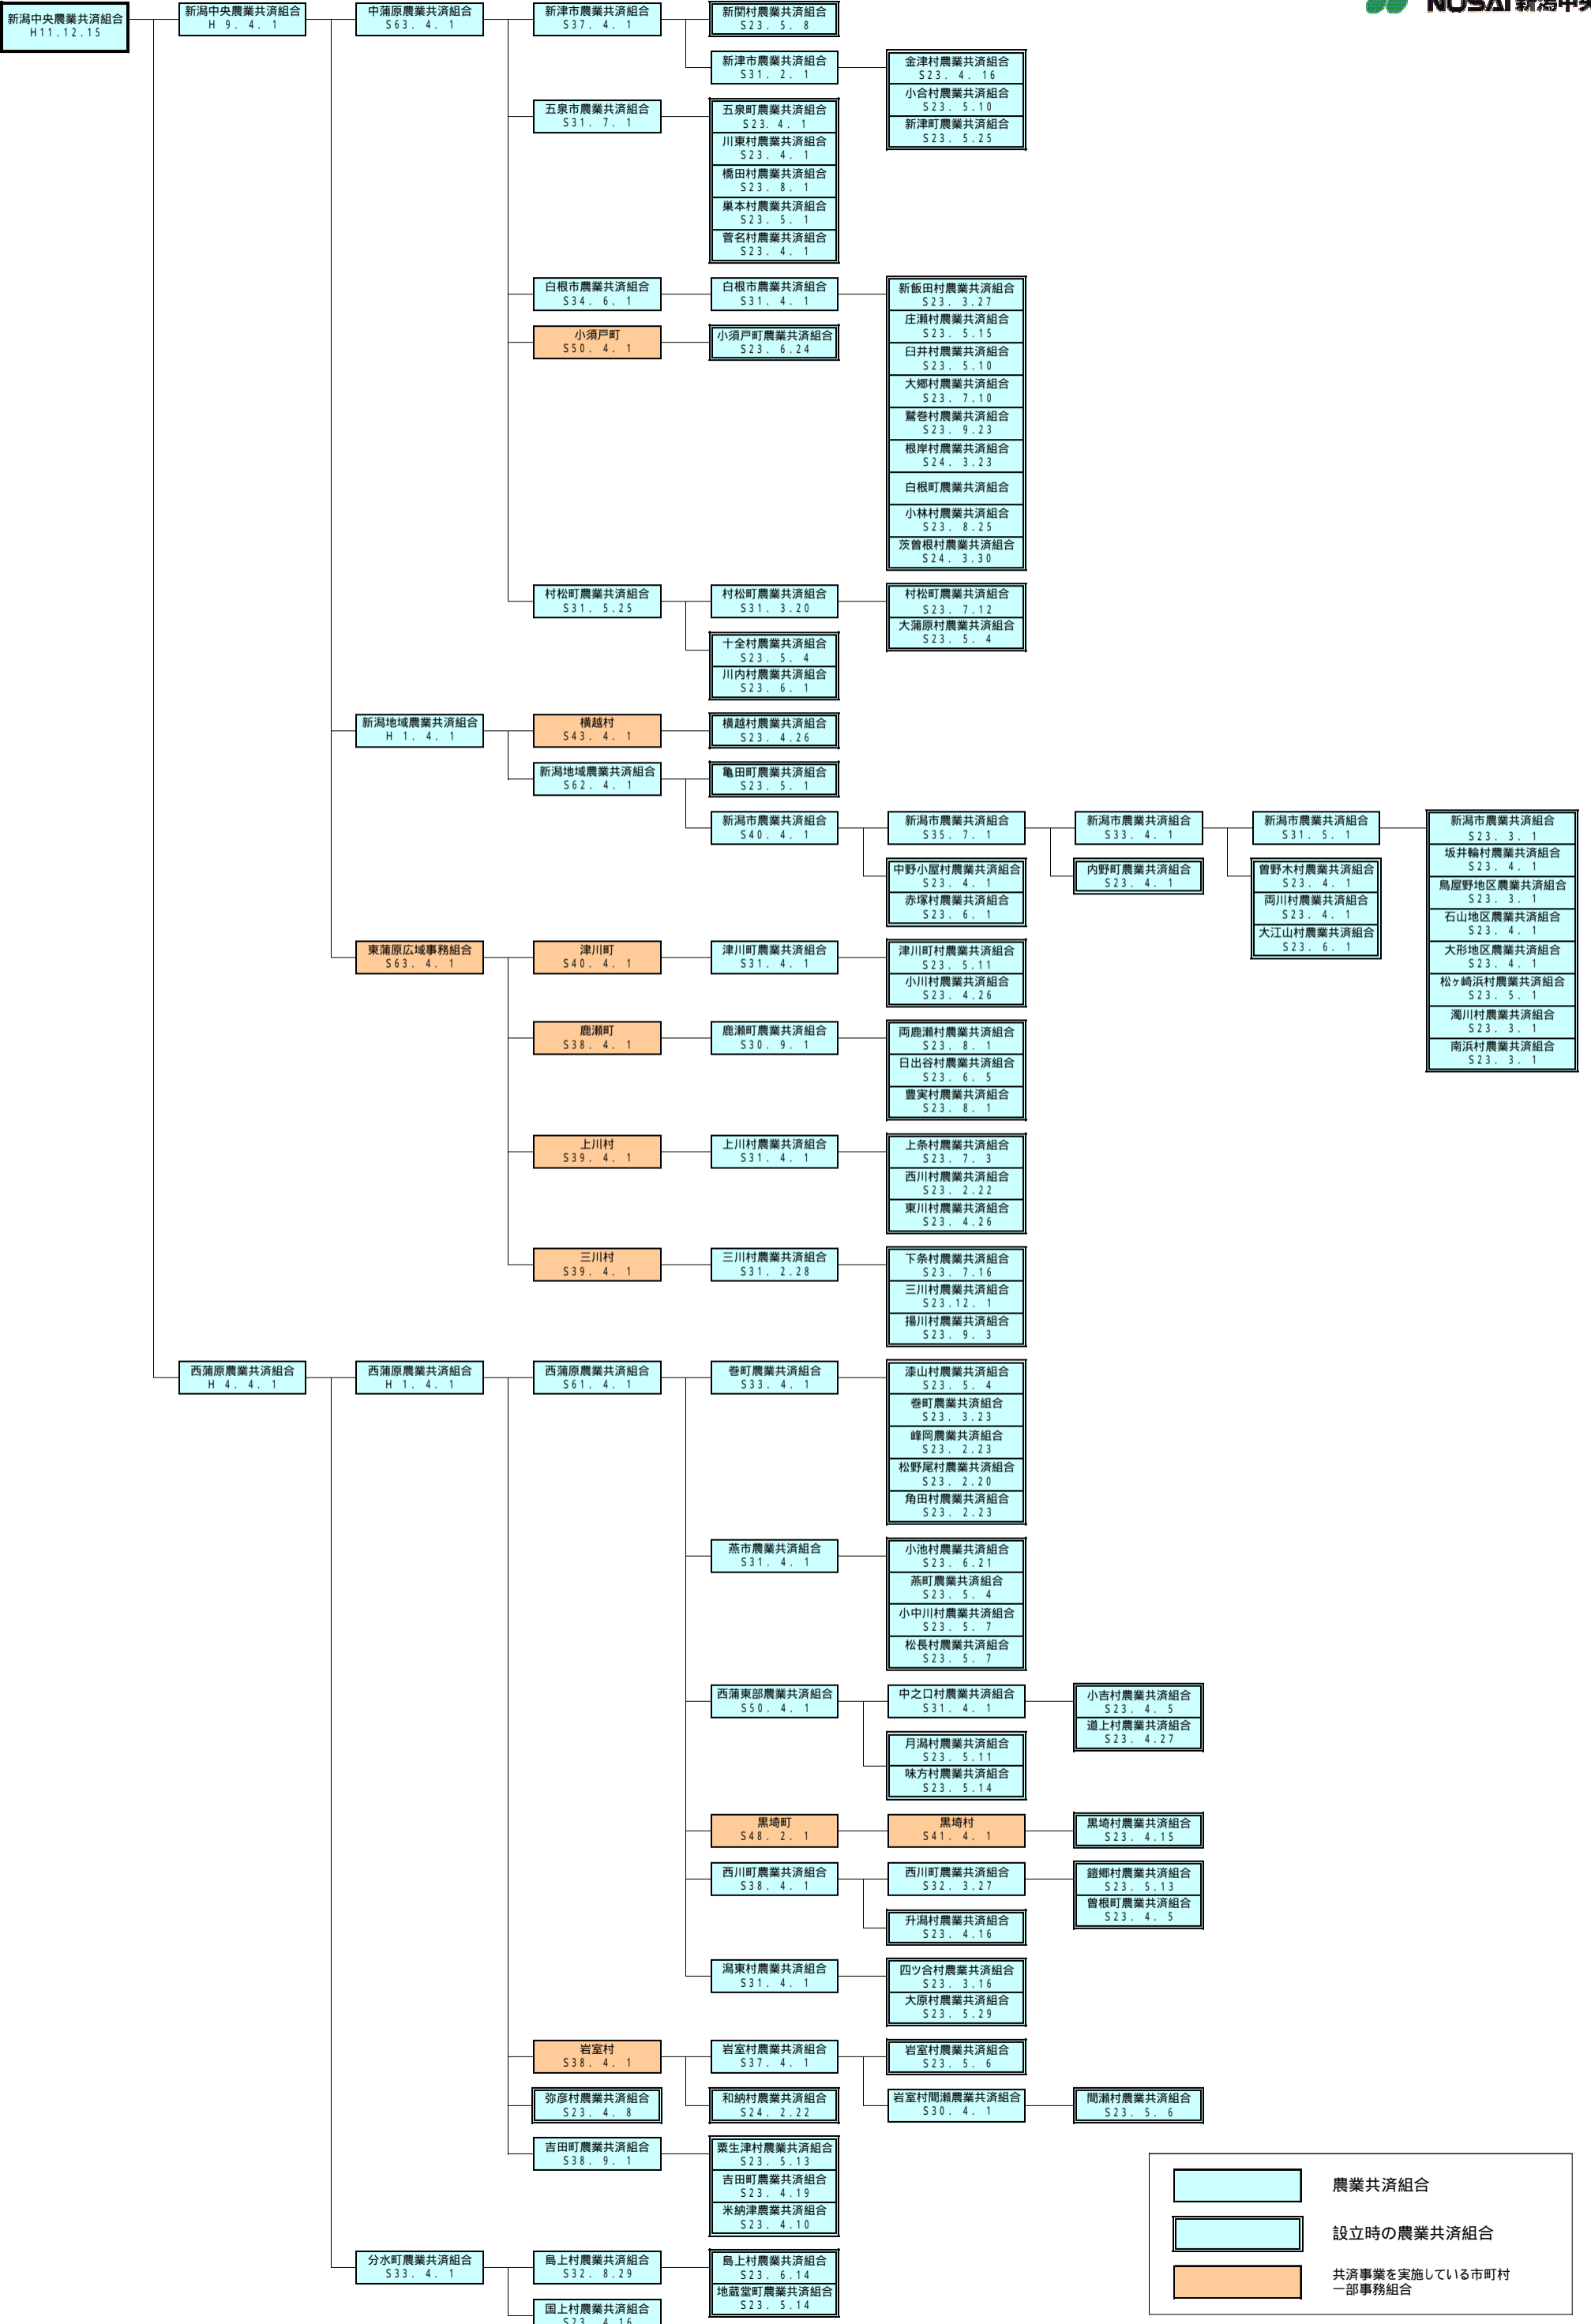 NOSAI 新潟中央
新潟中央農業共済組合
H11.12.15
新潟中央農業共済組合
H 9. 4. 1
中蒲原農業共済組合
S63. 4. 1
新津市農業共済組合
S37. 4. 1
新関村農業共済組合
S23. 5. 8
新津市農業共済組合
S31. 2. 1
金津村農業共済組合
S23. 4. 16
小合村農業共済組合
S23. 5.10
新津町農業共済組合
S23. 5.25
五泉市農業共済組合
S31. 7. 1
五泉町農業共済組合
S23. 4. 1
川東村農業共済組合
S23. 4. 1
橋田村農業共済組合
S23. 8. 1
巣本村農業共済組合
S23. 5. 1
菅名村農業共済組合
S23. 4. 1
白根市農業共済組合
S34. 6. 1
白根市農業共済組合
S31. 4. 1
新飯田村農業共済組合
S23. 3.27
庄瀬村農業共済組合
S23. 5.15
臼井村農業共済組合
S23. 5.10
大郷村農業共済組合
S23. 7.10
鷲巻村農業共済組合
S23. 9.23
根岸村農業共済組合
S24. 3.23
白根町農業共済組合
小林村農業共済組合
S23. 8.25
茨曽根村農業共済組合
S24. 3.30
小須戸町
S50. 4. 1
小須戸町農業共済組合
S23. 6.24
村松町農業共済組合
S31. 5.25
村松町農業共済組合
S31. 3.20
村松町農業共済組合
S23. 7.12
大蒲原村農業共済組合
S23. 5. 4
十全村農業共済組合
S23. 5. 4
川内村農業共済組合
S23. 6. 1
新潟地域農業共済組合
H 1. 4. 1
横越村
S43. 4. 1
横越村農業共済組合
S23. 4.26
新潟地域農業共済組合
S62. 4. 1
亀田町農業共済組合
S23. 5. 1
新潟市農業共済組合
S40. 4. 1
新潟市農業共済組合
S35. 7. 1
新潟市農業共済組合
S33. 4. 1
新潟市農業共済組合
S31. 5. 1
新潟市農業共済組合
S23. 3. 1
坂井輪村農業共済組合
S23. 4. 1
鳥屋野地区農業共済組合
S23. 3. 1
石山地区農業共済組合
S23. 4. 1
大形地区農業共済組合
S23. 4. 1
松ヶ崎浜村農業共済組合
S23. 5. 1
濁川村農業共済組合
S23. 3. 1
南浜村農業共済組合
S23. 3. 1
中野小屋村農業共済組合
S23. 4. 1
赤塚村農業共済組合
S23. 6. 1
内野町農業共済組合
S23. 4. 1
曽野木村農業共済組合
S23. 4. 1
両川村農業共済組合
S23. 4. 1
大江山村農業共済組合
S23. 6. 1
東蒲原広域事務組合
S63. 4. 1
津川町
S40. 4. 1
津川町農業共済組合
S31. 4. 1
津川町村農業共済組合
S23. 5.11
小川村農業共済組合
S23. 4.26
鹿瀬町
S38. 4. 1
鹿瀬町農業共済組合
S30. 9. 1
両鹿瀬村農業共済組合
S23. 8. 1
日出谷村農業共済組合
S23. 6. 5
豊実村農業共済組合
S23. 8. 1
上川村
S39. 4. 1
上川村農業共済組合
S31. 4. 1
上条村農業共済組合
S23. 7. 3
西川村農業共済組合
S23. 2.22
東川村農業共済組合
S23. 4.26
三川村
S39. 4. 1
三川村農業共済組合
S31. 2.28
下条村農業共済組合
S23. 7.16
三川村農業共済組合
S23.12. 1
揚川村農業共済組合
S23. 9. 3
西蒲原農業共済組合
H 4. 4. 1
西蒲原農業共済組合
H 1. 4. 1
西蒲原農業共済組合
S61. 4. 1
巻町農業共済組合
S33. 4. 1
漆山村農業共済組合
S23. 5. 4
巻町農業共済組合
S23. 3.23
峰岡農業共済組合
S23. 2.23
松野尾村農業共済組合
S23. 2.20
角田村農業共済組合
S23. 2.23
燕市農業共済組合
S31. 4. 1
小池村農業共済組合
S23. 6.21
燕町農業共済組合
S23. 5. 4
小中川村農業共済組合
S23. 5. 7
松長村農業共済組合
S23. 5. 7
西蒲東部農業共済組合
S50. 4. 1
中之口村農業共済組合
S31. 4. 1
小吉村農業共済組合
S23. 4. 5
道上村農業共済組合
S23. 4.27
月潟村農業共済組合
S23. 5.11
味方村農業共済組合
S23. 5.14
黒埼町
S48. 2. 1
黒埼村
S41. 4. 1
黒埼村農業共済組合
S23. 4.15
西川町農業共済組合
S38. 4. 1
西川町農業共済組合
S32. 3.27
鎧郷村農業共済組合
S23. 5.13
曽根町農業共済組合
S23. 4. 5
升潟村農業共済組合
S23. 4.16
潟東村農業共済組合
S31. 4. 1
四ツ合村農業共済組合
S23. 3.16
大原村農業共済組合
S23. 5.29
岩室村
S38. 4. 1
岩室村農業共済組合
S37. 4. 1
岩室村農業共済組合
S23. 5. 6
弥彦村農業共済組合
S23. 4. 8
和納村農業共済組合
S24. 2.22
岩室村間瀬農業共済組合
S30. 4. 1
間瀬村農業共済組合
S23. 5. 6
吉田町農業共済組合
S38. 9. 1
粟生津村農業共済組合
S23. 5.13
吉田町農業共済組合
S23. 4.19
米納津農業共済組合
S23. 4.10
分水町農業共済組合
S33. 4. 1
島上村農業共済組合
S32. 8.29
島上村農業共済組合
S23. 6.14
地蔵堂町農業共済組合
S23. 5.14
国上村農業共済組合
S23. 4.16
農業共済組合
設立時の農業共済組合
共済事業を実施している市町村
一部事務組合